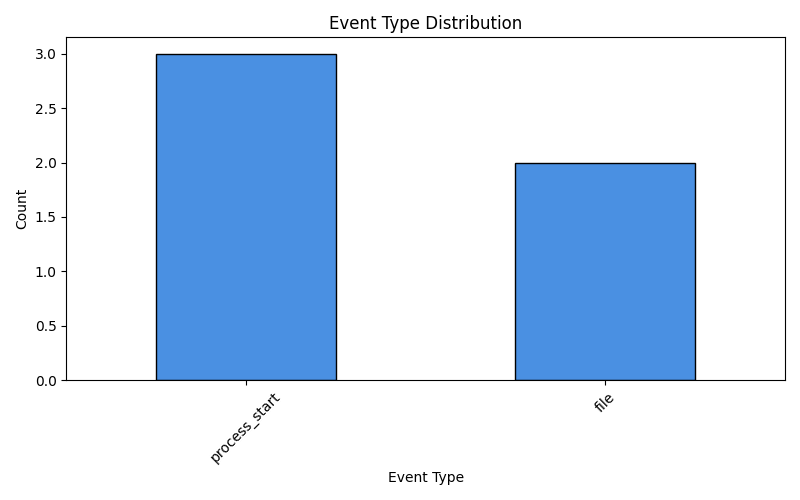 Event Type Distribution
3.0
2.5
2.0
1.5
1.0
0.5
0.0
Count
process_start
file
Event Type